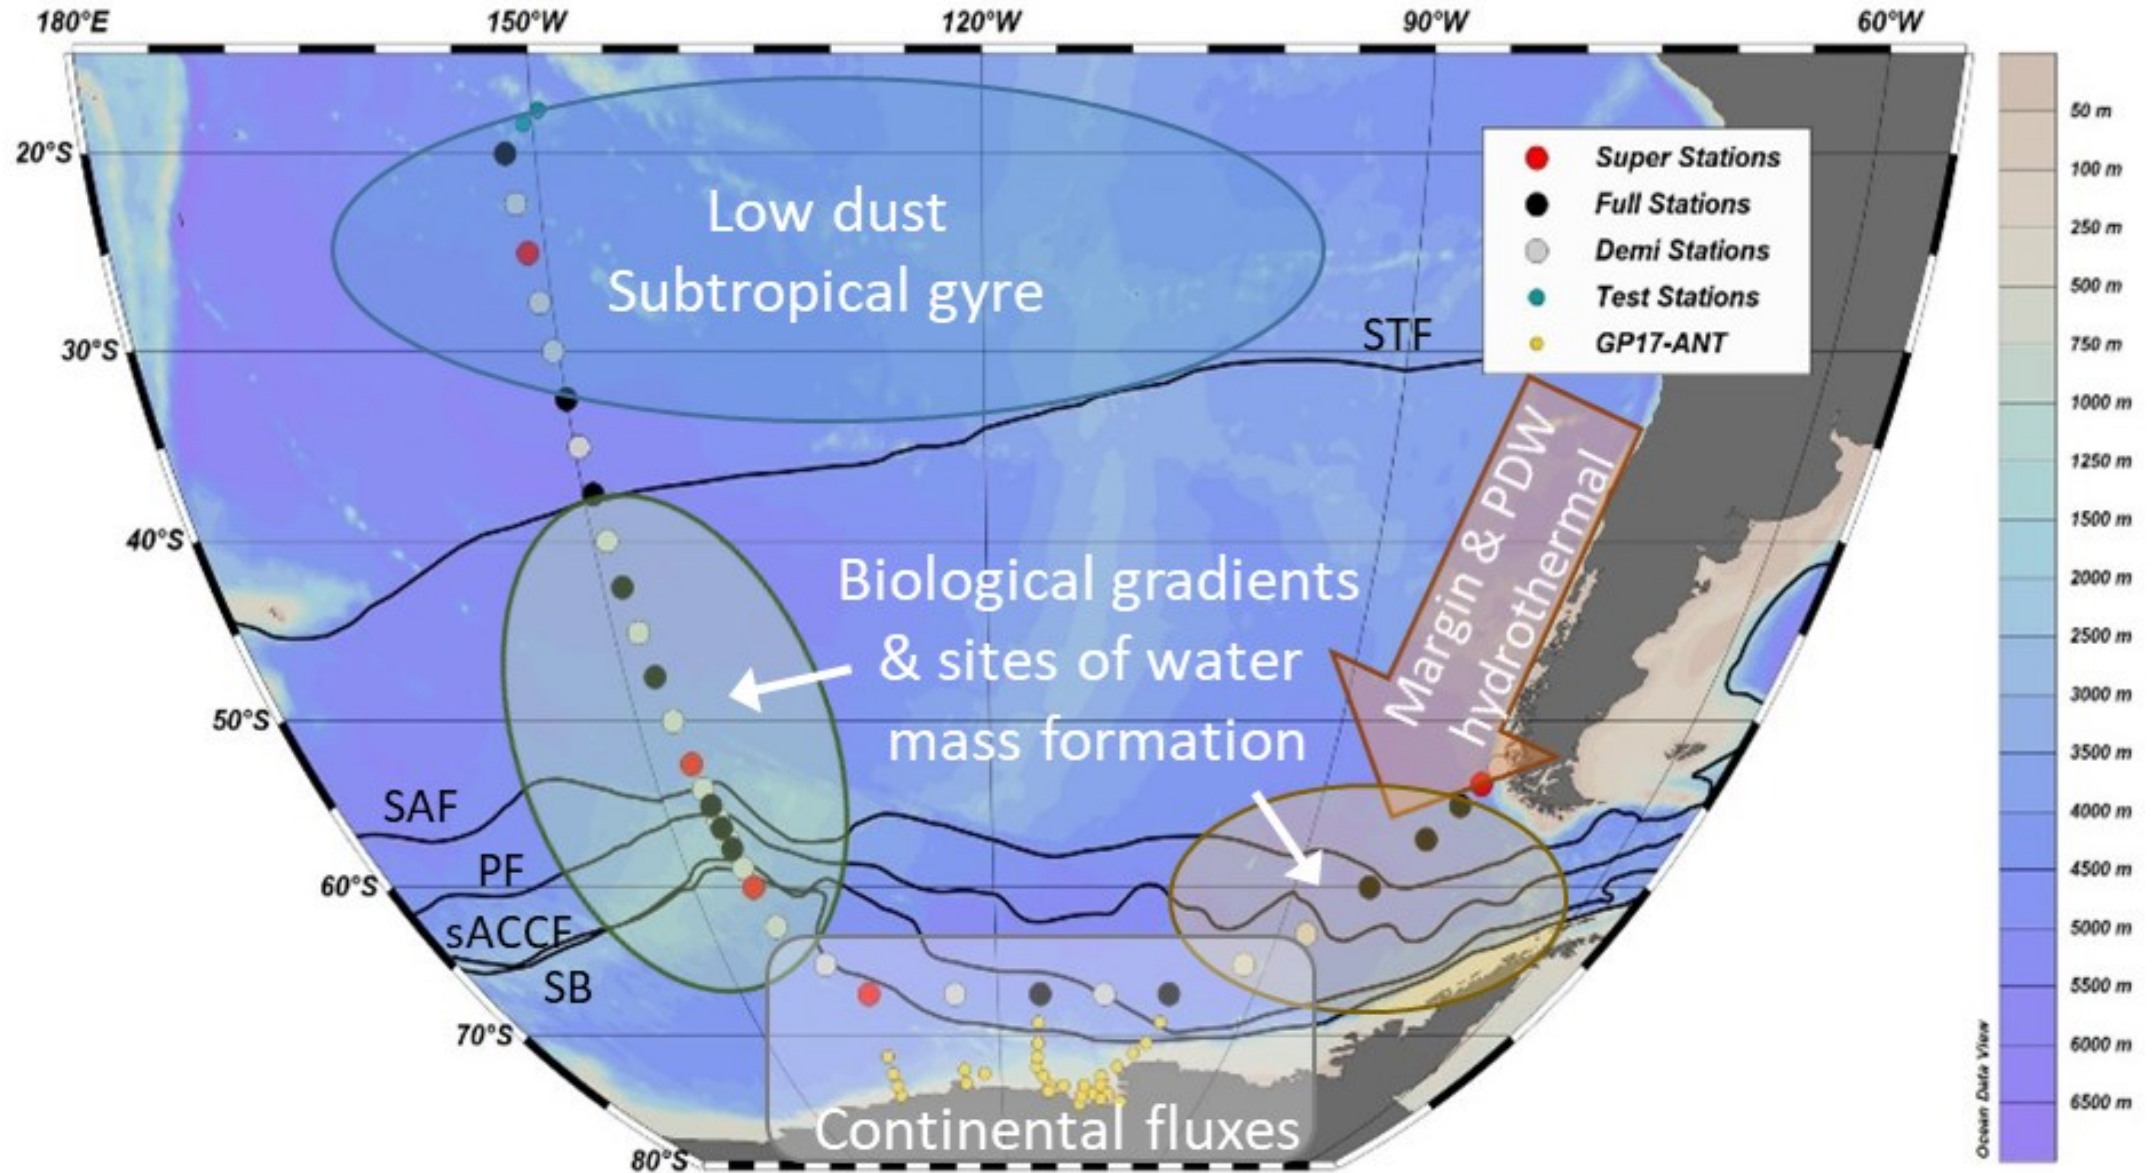 180°E 150°W 120°W 90°W 60°W
20°S
30°S
40°S
50°S
60°S
70°S
80°S
Low dust
Subtropical gyre
Super Stations
Full Stations
Demi Stations
Test Stations
GP17-ANT
STF
Margin & PDW
hydrothermal
Biological gradients
& sites of water
mass formation
SAF
PF
sACCF
SB
Continental fluxes
50 m
100 m
250 m
500 m
750 m
1000 m
1250 m
1500 m
2000 m
2500 m
3000 m
3500 m
4000 m
4500 m
5000 m
5500 m
6000 m
6500 m
Ocean Data View